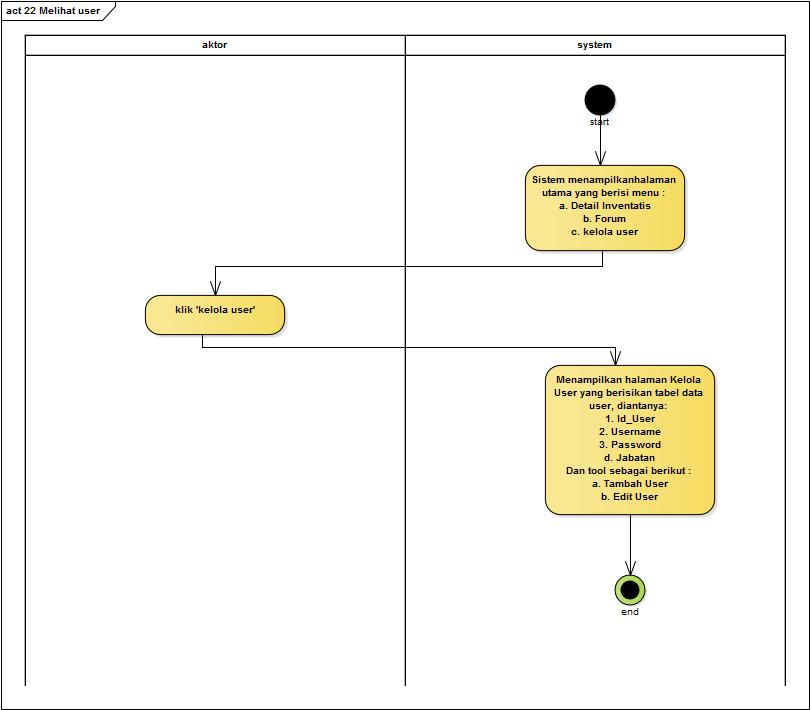 act 22 Melihat user
aktor
system
start
Sistem menampilkanhalaman
utama yang berisi menu :
a. Detail Inventatis
b. Forum
c. kelola user
klik 'kelola user'
Menampilkan halaman Kelola
User yang berisikan tabel data
user, diantanya:
1. Id_User
2. Username
3. Password
d. Jabatan
Dan tool sebagai berikut :
a. Tambah User
b. Edit User
end